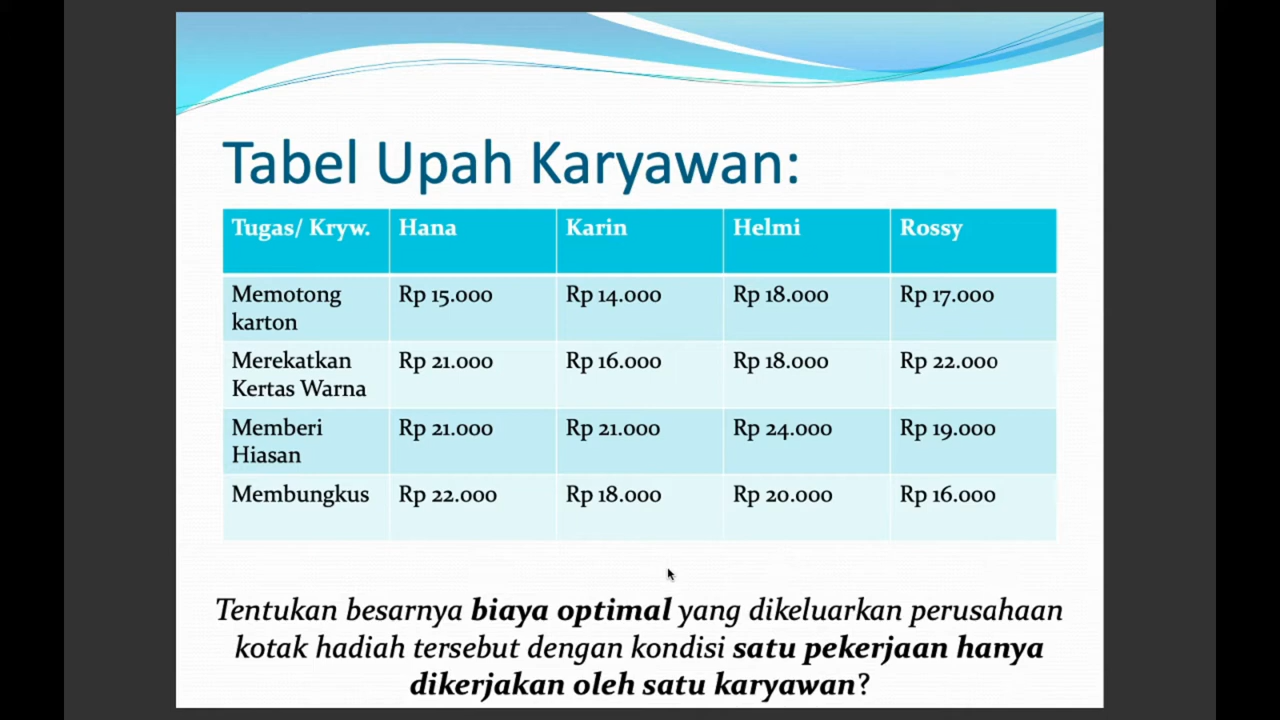 Tabel Upah Karyawan:
Tugas/ Kryw. Hana Karin Helmi Rossy
Memotong karton Rp 15.000 Rp 14.000 Rp 18.000 Rp 17.000
Merekatkan Kertas Warna Rp 21.000 Rp 16.000 Rp 18.000 Rp 22.000
Memberi Hiasan Rp 21.000 Rp 21.000 Rp 24.000 Rp 19.000
Membungkus Rp 22.000 Rp 18.000 Rp 20.000 Rp 16.000
Tentukan besarnya biaya optimal yang dikeluarkan perusahaan
kotak hadiah tersebut dengan kondisi satu pekerjaan hanya
dikerjakan oleh satu karyawan?